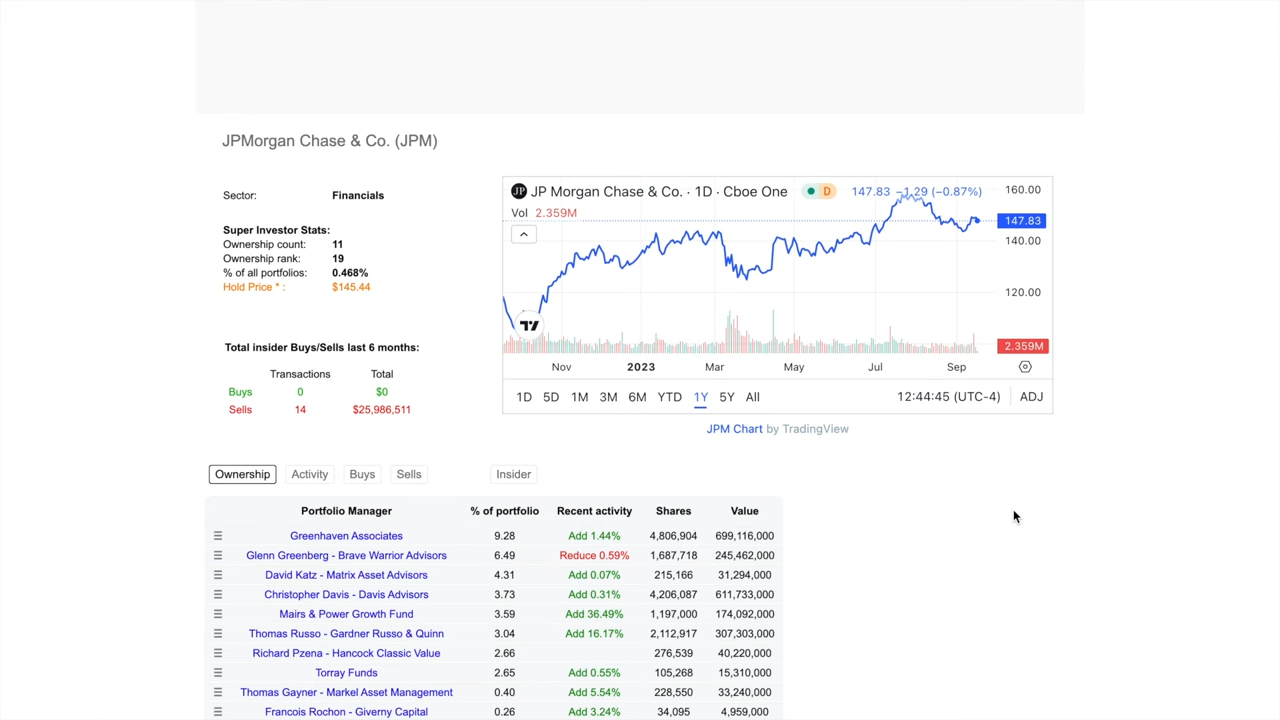 JPMorgan Chase & Co. (JPM)
Sector: Financials
Super Investor Stats:
Ownership count: 11
Ownership rank: 19
% of all portfolios: 0.468%
Hold Price * : $145.44
Total insider Buys/Sells last 6 months:
Transactions Total
Buys 0 $0
Sells 14 $25,986,511
JP JP Morgan Chase & Co. · 1D · Cboe One D 147.83 −1.29 (−0.87%)
Vol 2.359M
160.00
147.83
140.00
120.00
2.359M
Nov 2023 Mar May Jul Sep
1D 5D 1M 3M 6M YTD 1Y 5Y All 12:44:45 (UTC-4) ADJ
JPM Chart by TradingView
Ownership Activity Buys Sells Insider
Portfolio Manager % of portfolio Recent activity Shares Value
Greenhaven Associates 9.28 Add 1.44% 4,806,904 699,116,000
Glenn Greenberg - Brave Warrior Advisors 6.49 Reduce 0.59% 1,687,718 245,462,000
David Katz - Matrix Asset Advisors 4.31 Add 0.07% 215,166 31,294,000
Christopher Davis - Davis Advisors 3.73 Add 0.31% 4,206,087 611,733,000
Mairs & Power Growth Fund 3.59 Add 36.49% 1,197,000 174,092,000
Thomas Russo - Gardner Russo & Quinn 3.04 Add 16.17% 2,112,917 307,303,000
Richard Pzena - Hancock Classic Value 2.66 276,539 40,220,000
Torray Funds 2.65 Add 0.55% 105,268 15,310,000
Thomas Gayner - Markel Asset Management 0.40 Add 5.54% 228,550 33,240,000
Francois Rochon - Giverny Capital 0.26 Add 3.24% 34,095 4,959,000